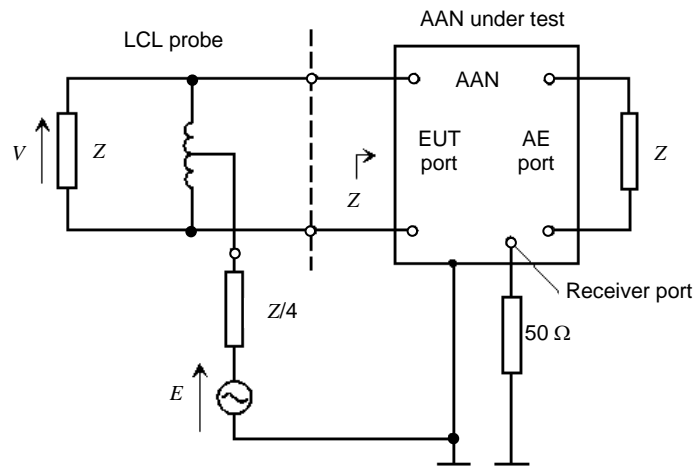 AAN under test
LCL probe
AAN
V
Z
EUT
port
AE
port
Z
Z
Receiver port
Z/4
50 Ω
E